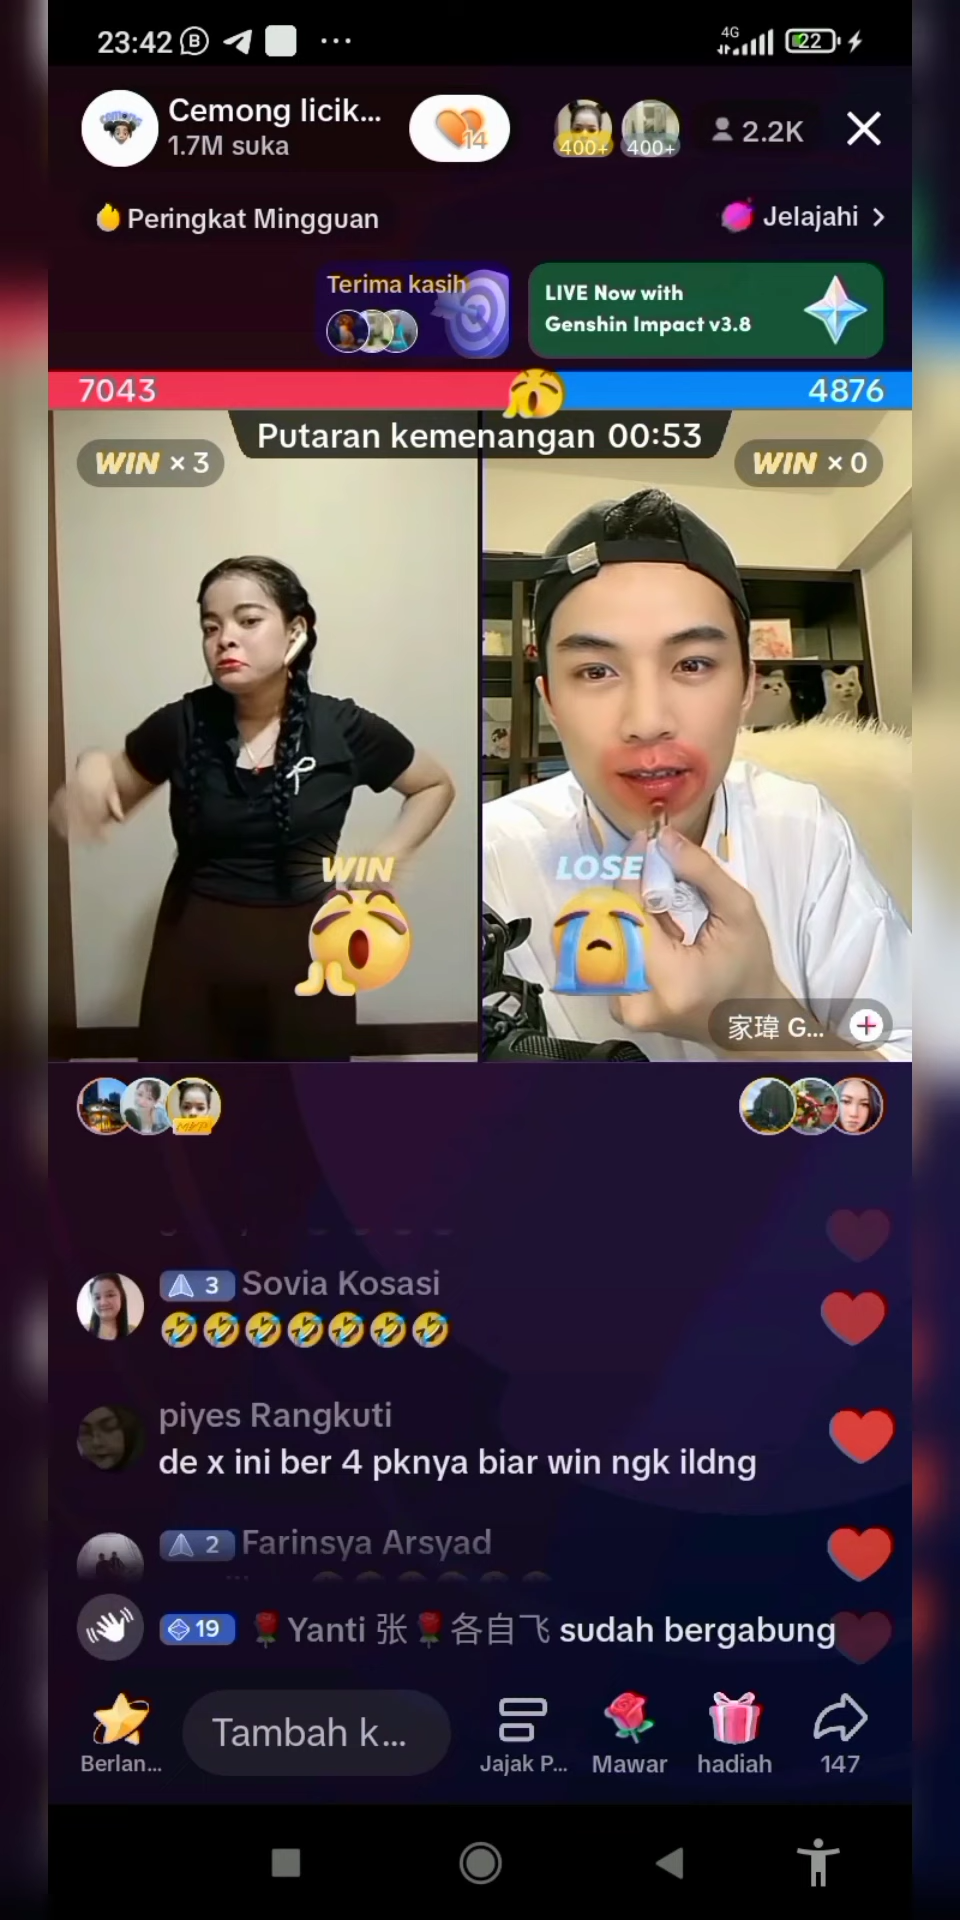 23:42
4G
22
Cemong licik...
1.7M suka
14
400+
400+
2.2K
Peringkat Mingguan
Jelajahi
Terima kasih
LIVE Now with
Genshin Impact v3.8
7043
4876
Putaran kemenangan 00:53
WIN × 3
WIN × 0
WIN
LOSE
家瑋 G...
MVP
3 Sovia Kosasi
🤣🤣🤣🤣🤣🤣🤣
piyes Rangkuti
de x ini ber 4 pknya biar win ngk ildng
2 Farinsya Arsyad
19 🌹Yanti 张🌹各自飞 sudah bergabung
Berlan...
Tambah k...
Jajak P...
Mawar
hadiah
147